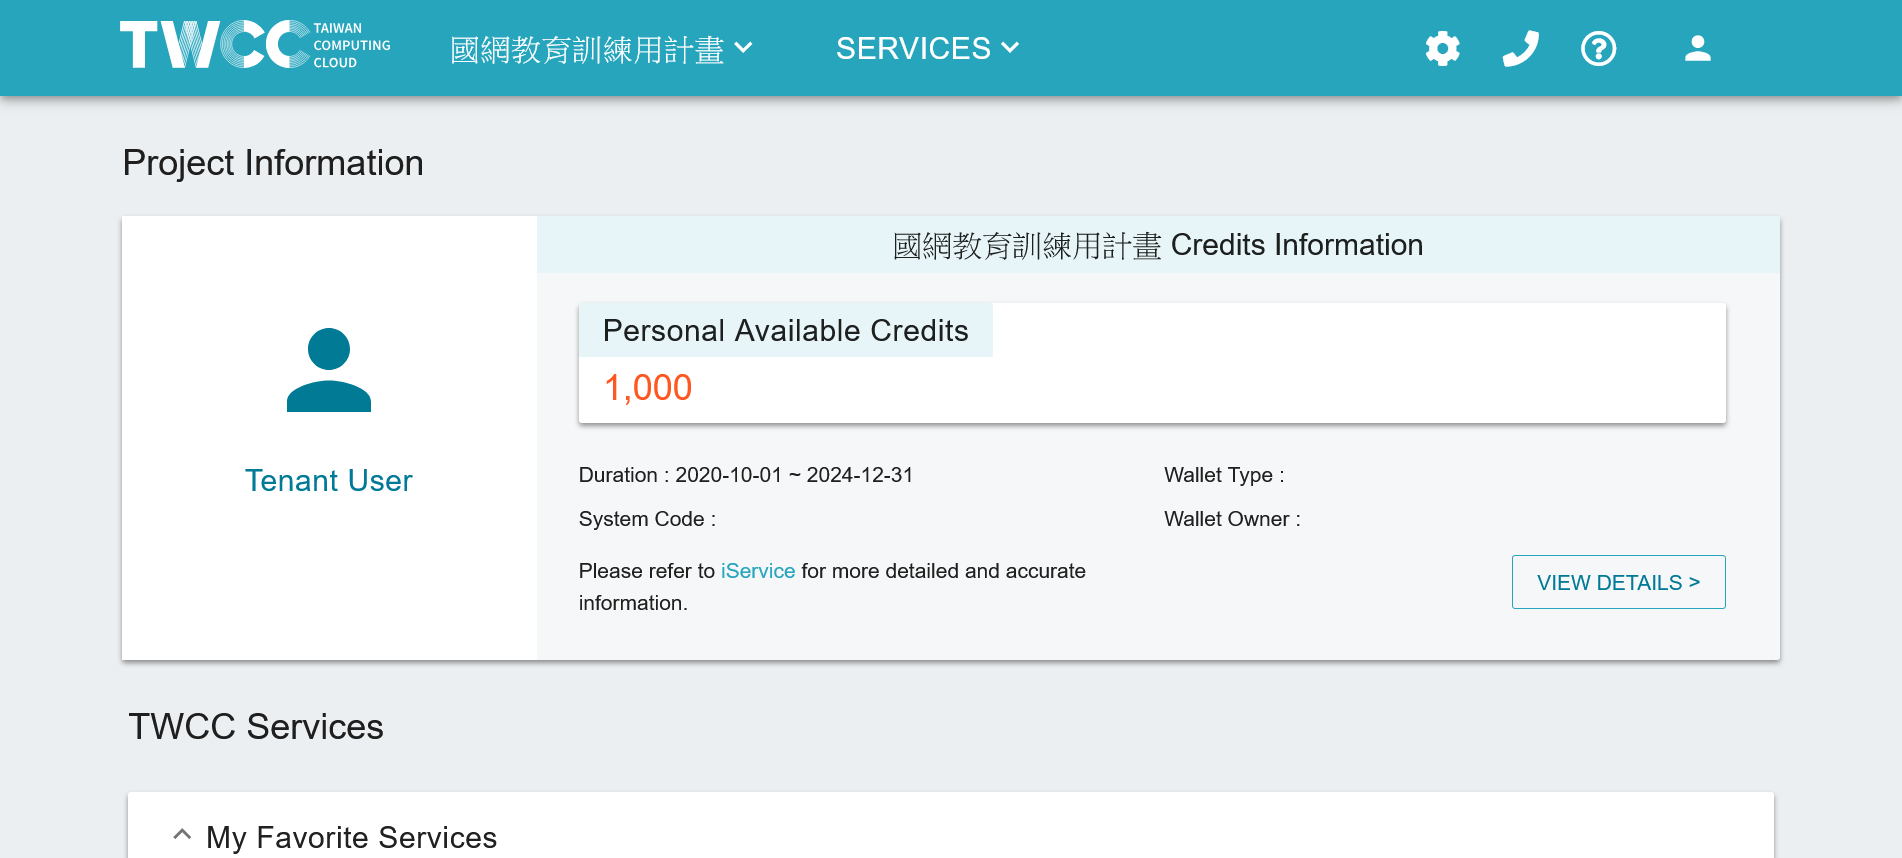 TWCC TAIWAN
COMPUTING
CLOUD
國網教育訓練用計畫
SERVICES
Project Information
Tenant User
國網教育訓練用計畫 Credits Information
Personal Available Credits
1,000
Duration : 2020-10-01 ~ 2024-12-31
Wallet Type :
System Code :
Wallet Owner :
Please refer to iService for more detailed and accurate
information.
VIEW DETAILS >
TWCC Services
My Favorite Services